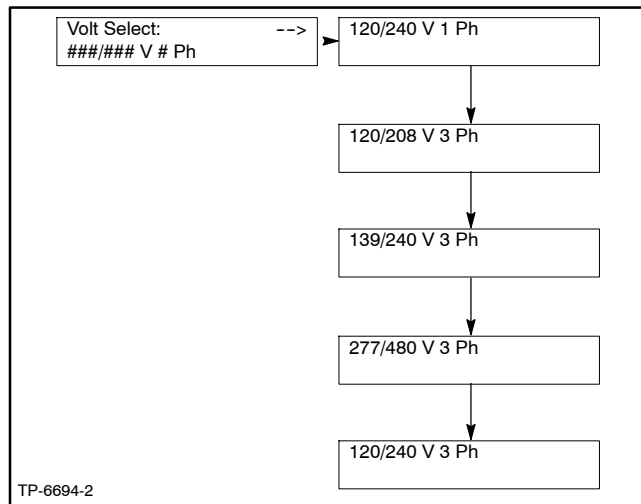 Volt Select: -->
###/### V # Ph
120/240 V 1 Ph
120/208 V 3 Ph
139/240 V 3 Ph
277/480 V 3 Ph
120/240 V 3 Ph
TP-6694-2